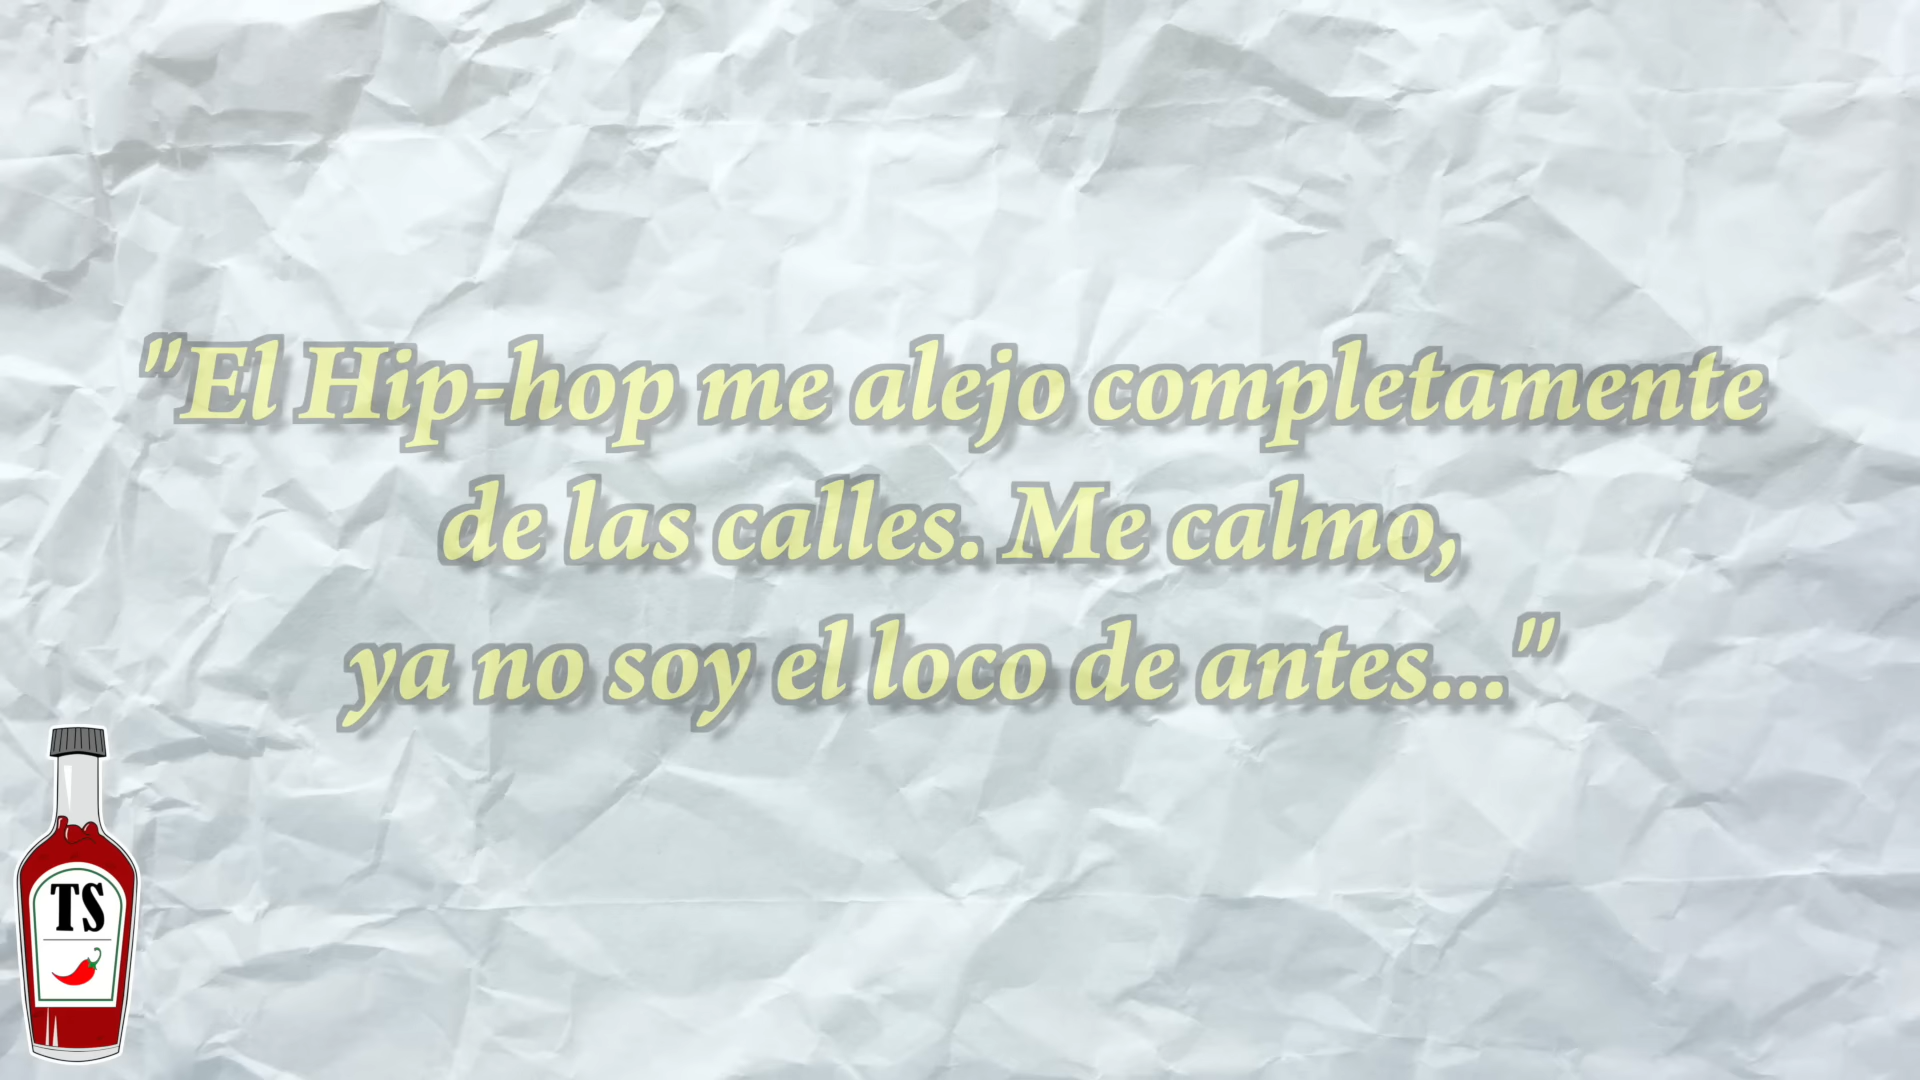 "El Hip-hop me alejo completamente
de las calles. Me calmo,
ya no soy el loco de antes..."
TS